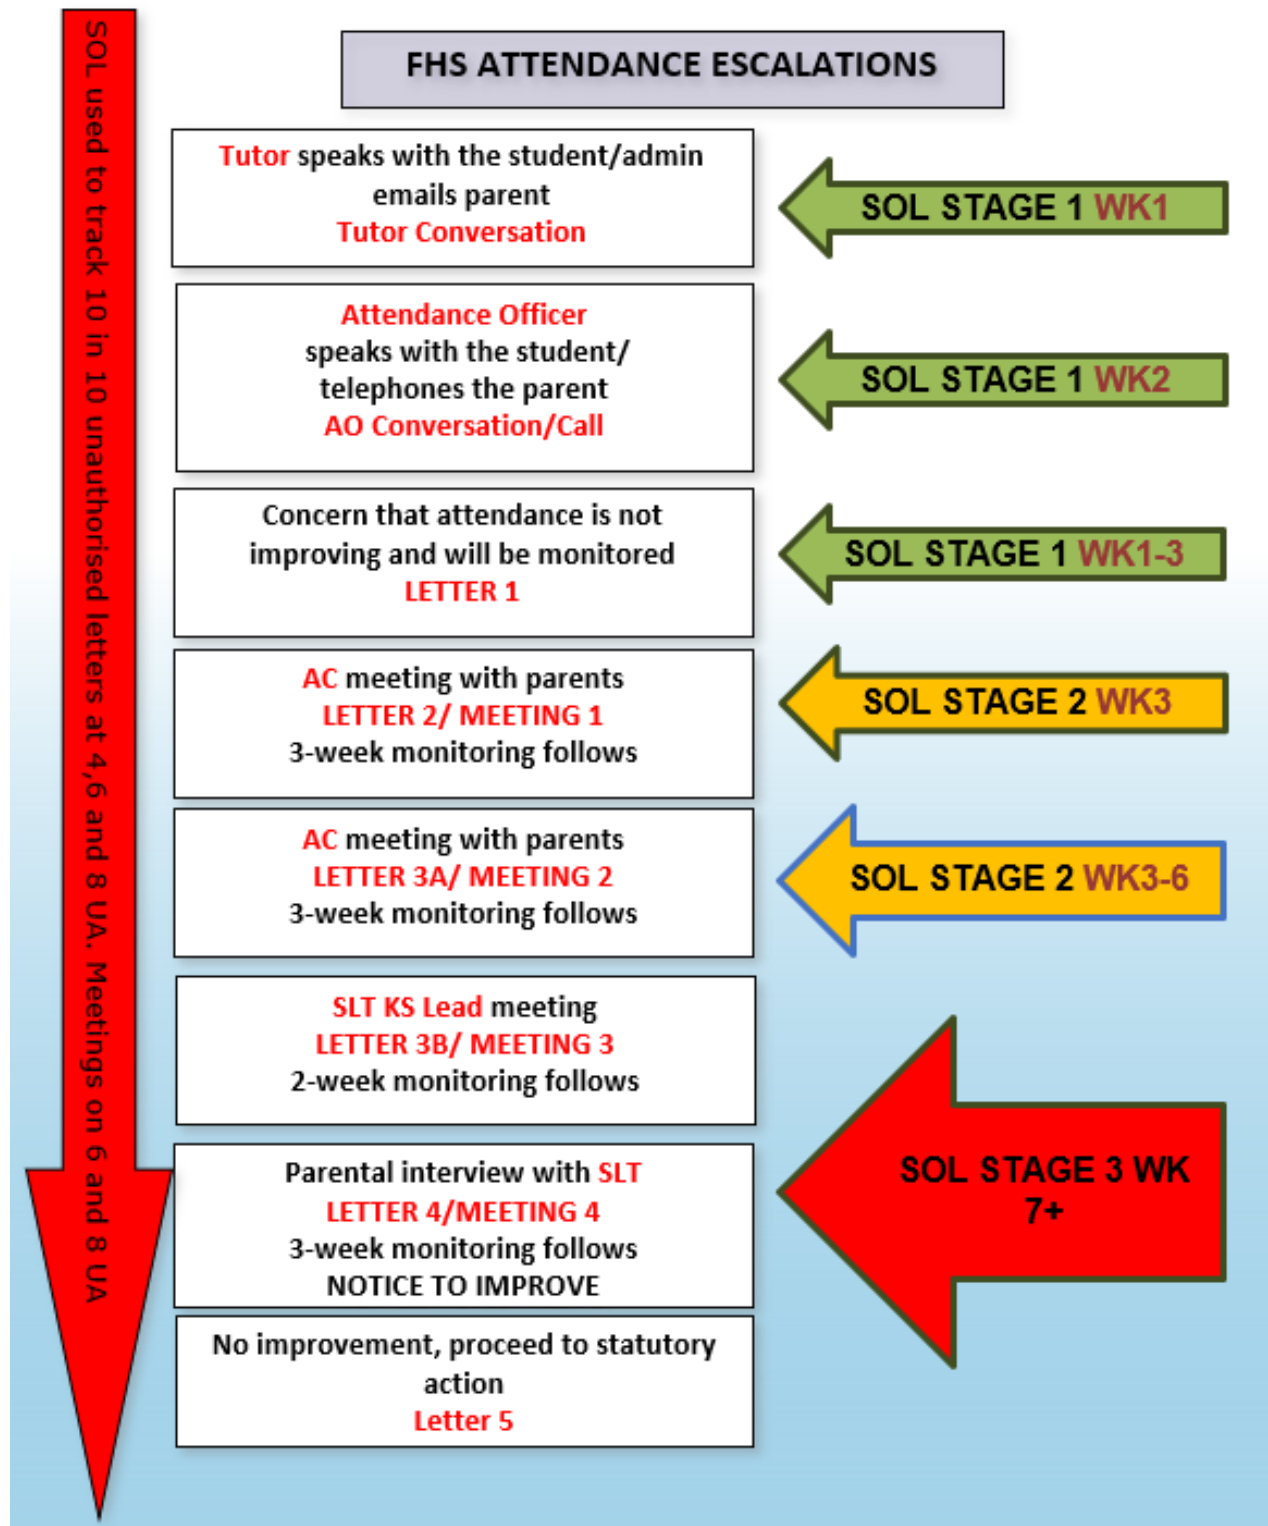 FHS ATTENDANCE ESCALATIONS
SOL used to track 10 in 10 unauthorised letters at 4,6 and 8 UA. Meetings on 6 and 8 UA
Tutor speaks with the student/admin
emails parent
Tutor Conversation
SOL STAGE 1 WK1
Attendance Officer
speaks with the student/
telephones the parent
AO Conversation/Call
SOL STAGE 1 WK2
Concern that attendance is not
improving and will be monitored
LETTER 1
SOL STAGE 1 WK1-3
AC meeting with parents
LETTER 2/ MEETING 1
3-week monitoring follows
SOL STAGE 2 WK3
AC meeting with parents
LETTER 3A/ MEETING 2
3-week monitoring follows
SOL STAGE 2 WK3-6
SLT KS Lead meeting
LETTER 3B/ MEETING 3
2-week monitoring follows
Parental interview with SLT
LETTER 4/MEETING 4
3-week monitoring follows
NOTICE TO IMPROVE
SOL STAGE 3 WK
7+
No improvement, proceed to statutory
action
Letter 5